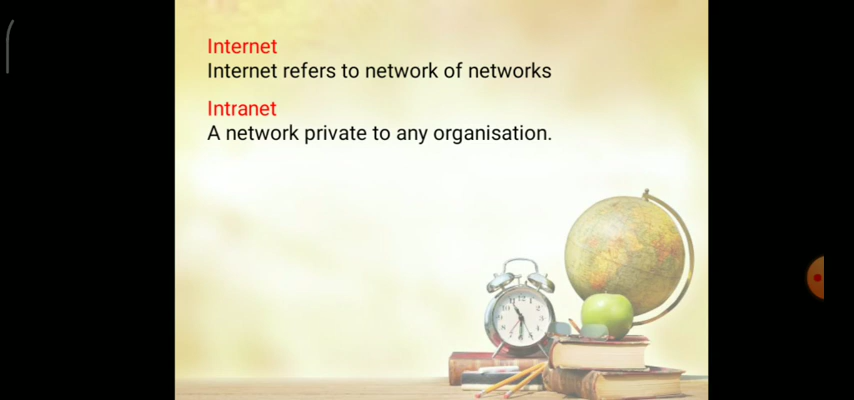 Internet
Internet refers to network of networks
Intranet
A network private to any organisation.